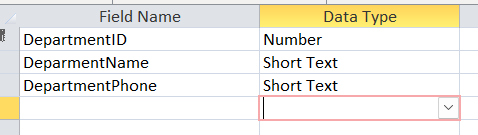 Field Name Data Type
DepartmentID Number
DeparmentName Short Text
DepartmentPhone Short Text